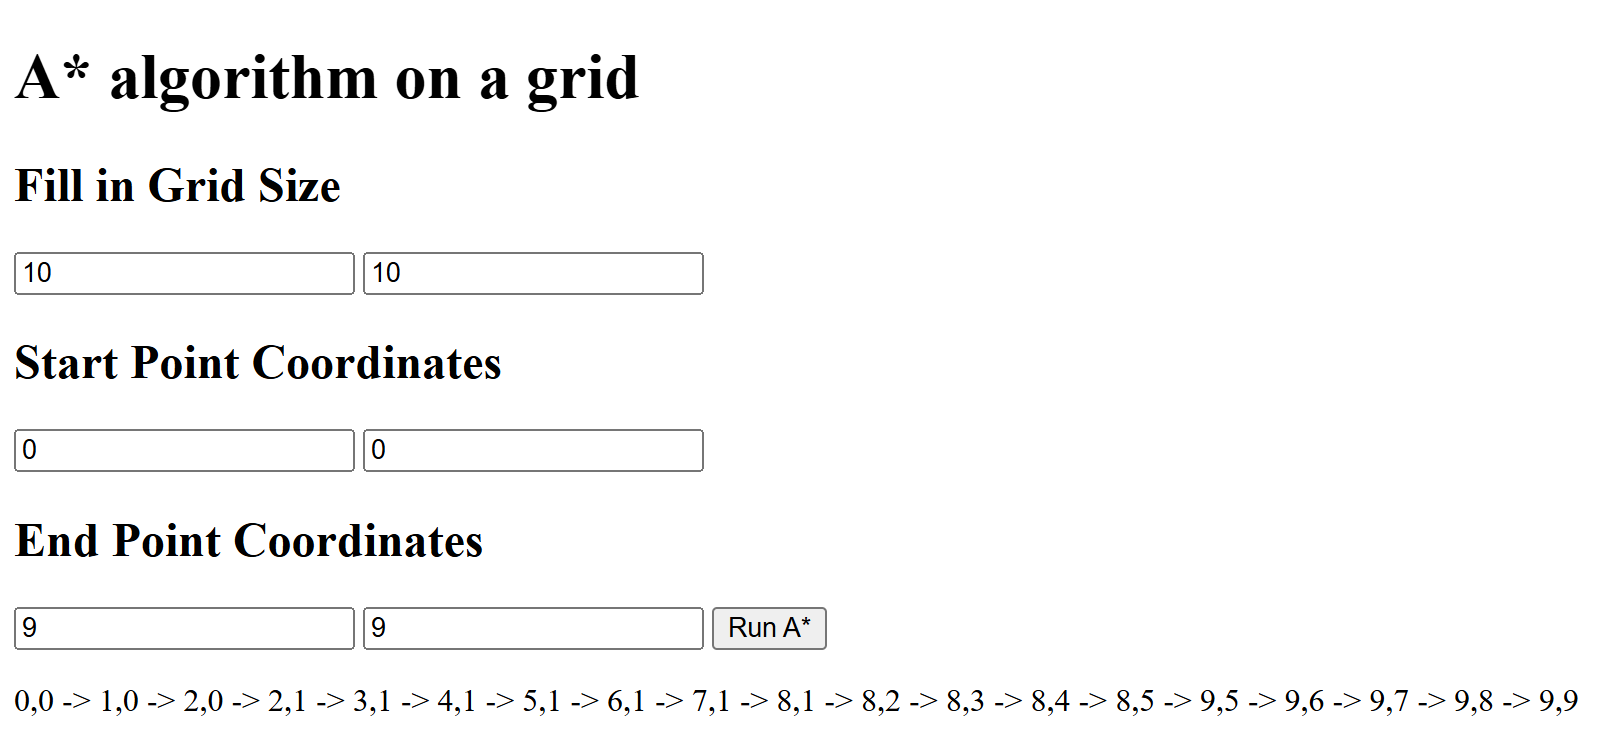 A* algorithm on a grid
Fill in Grid Size
10 10
Start Point Coordinates
0 0
End Point Coordinates
9 9 Run A*
0,0 -> 1,0 -> 2,0 -> 2,1 -> 3,1 -> 4,1 -> 5,1 -> 6,1 -> 7,1 -> 8,1 -> 8,2 -> 8,3 -> 8,4 -> 8,5 -> 9,5 -> 9,6 -> 9,7 -> 9,8 -> 9,9